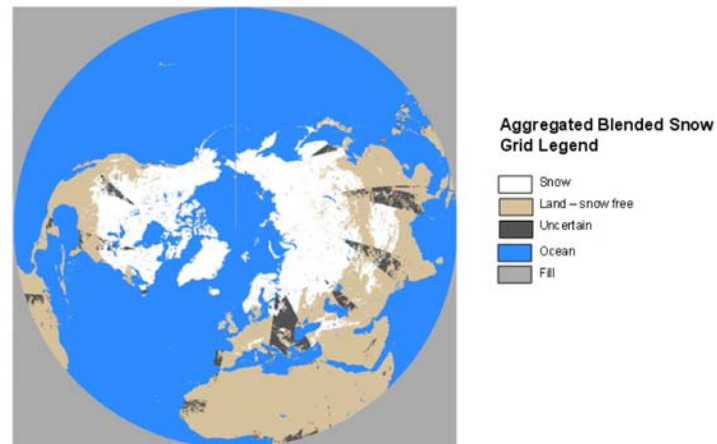 Aggregated Blended Snow
Grid Legend
Snow
Land – snow free
Uncertain
Ocean
Fill